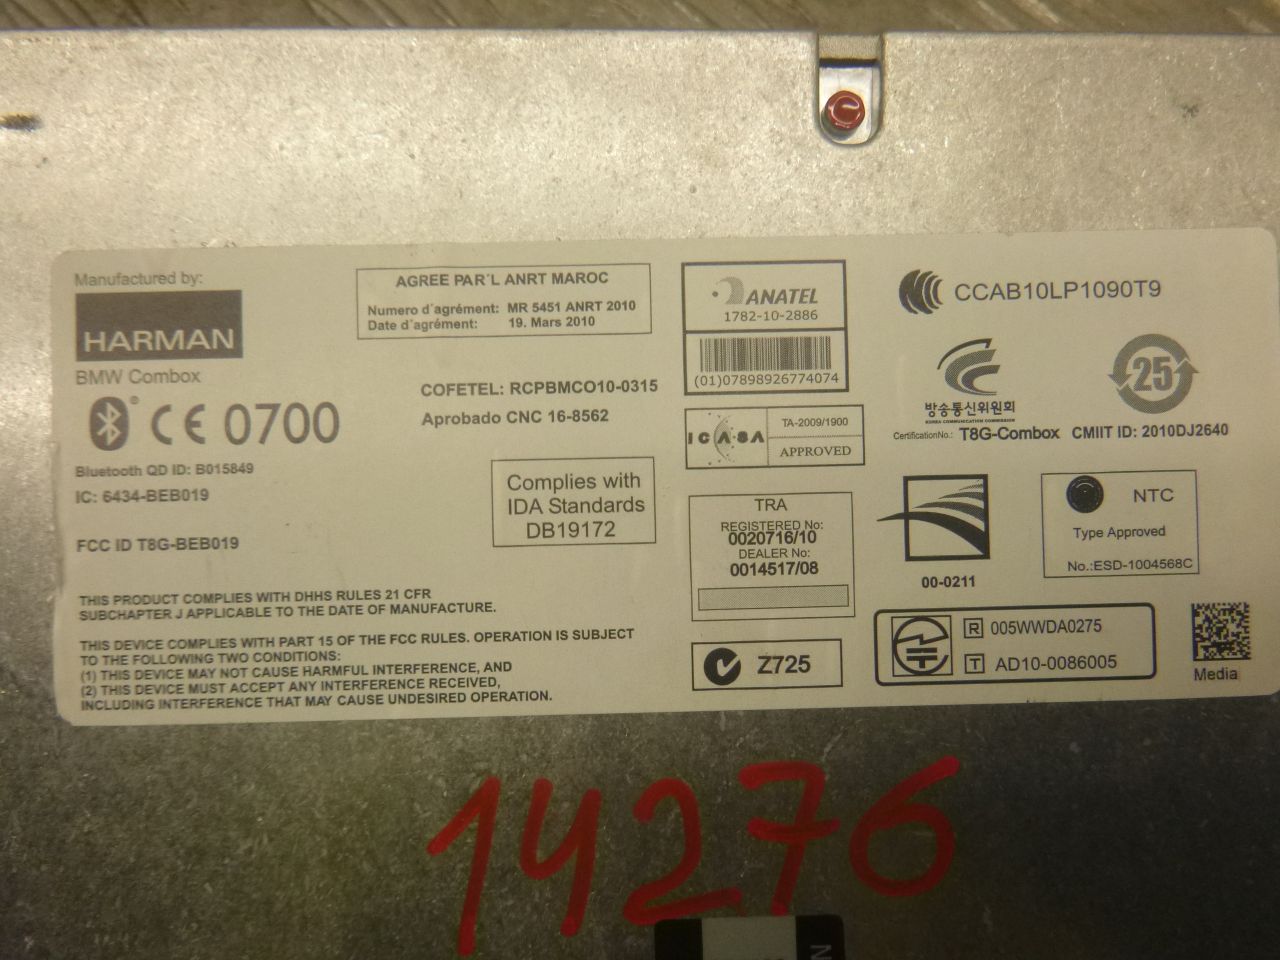 Manufactured by:
HARMAN
BMW Combox
CE 0700
Bluetooth QD ID: B015849
IC: 6434-BEB019
FCC ID T8G-BEB019
THIS PRODUCT COMPLIES WITH DHHS RULES 21 CFR
SUBCHAPTER J APPLICABLE TO THE DATE OF MANUFACTURE.
THIS DEVICE COMPLIES WITH PART 15 OF THE FCC RULES. OPERATION IS SUBJECT
TO THE FOLLOWING TWO CONDITIONS:
(1) THIS DEVICE MAY NOT CAUSE HARMFUL INTERFERENCE, AND
(2) THIS DEVICE MUST ACCEPT ANY INTERFERENCE RECEIVED,
INCLUDING INTERFERENCE THAT MAY CAUSE UNDESIRED OPERATION.
AGREE PAR´L ANRT MAROC
Numero d´agrément: MR 5451 ANRT 2010
Date d´agrément: 19. Mars 2010
COFETEL: RCPBMCO10-0315
Aprobado CNC 16-8562
Complies with
IDA Standards
DB19172
ANATEL
1782-10-2886
(01)07898926774074
ICASA
TA-2009/1900
APPROVED
TRA
REGISTERED No:
0020716/10
DEALER No:
0014517/08
Z725
CCAB10LP1090T9
방송통신위원회
KOREA COMMUNICATIONS COMMISSION
25
CertificationNo.: T8G-Combox CMIIT ID: 2010DJ2640
00-0211
NTC
Type Approved
No.:ESD-1004568C
R 005WWDA0275
T AD10-0086005
Media
14276
N